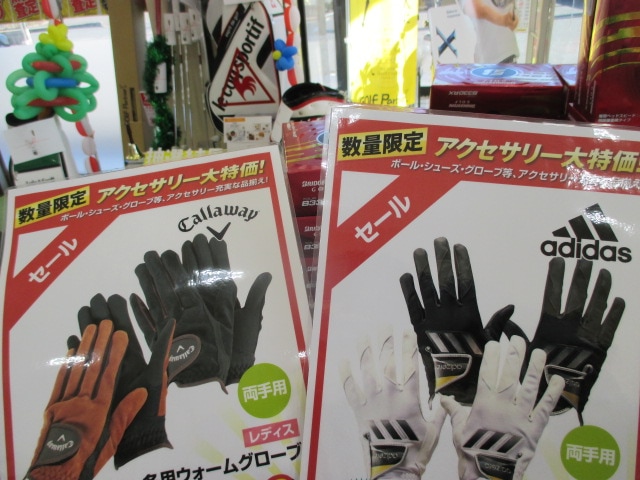 le coq sportif
数量限定 アクセサリー大特価!
ボール・シューズ・グローブ等、アクセサリー充実な品揃え!
セール
Callaway
両手用
レディス
冬用ウォームグローブ
数量限定 アクセサリー大特価!
ボール・シューズ・グローブ等、アクセサリ
セール
adidas
両手用